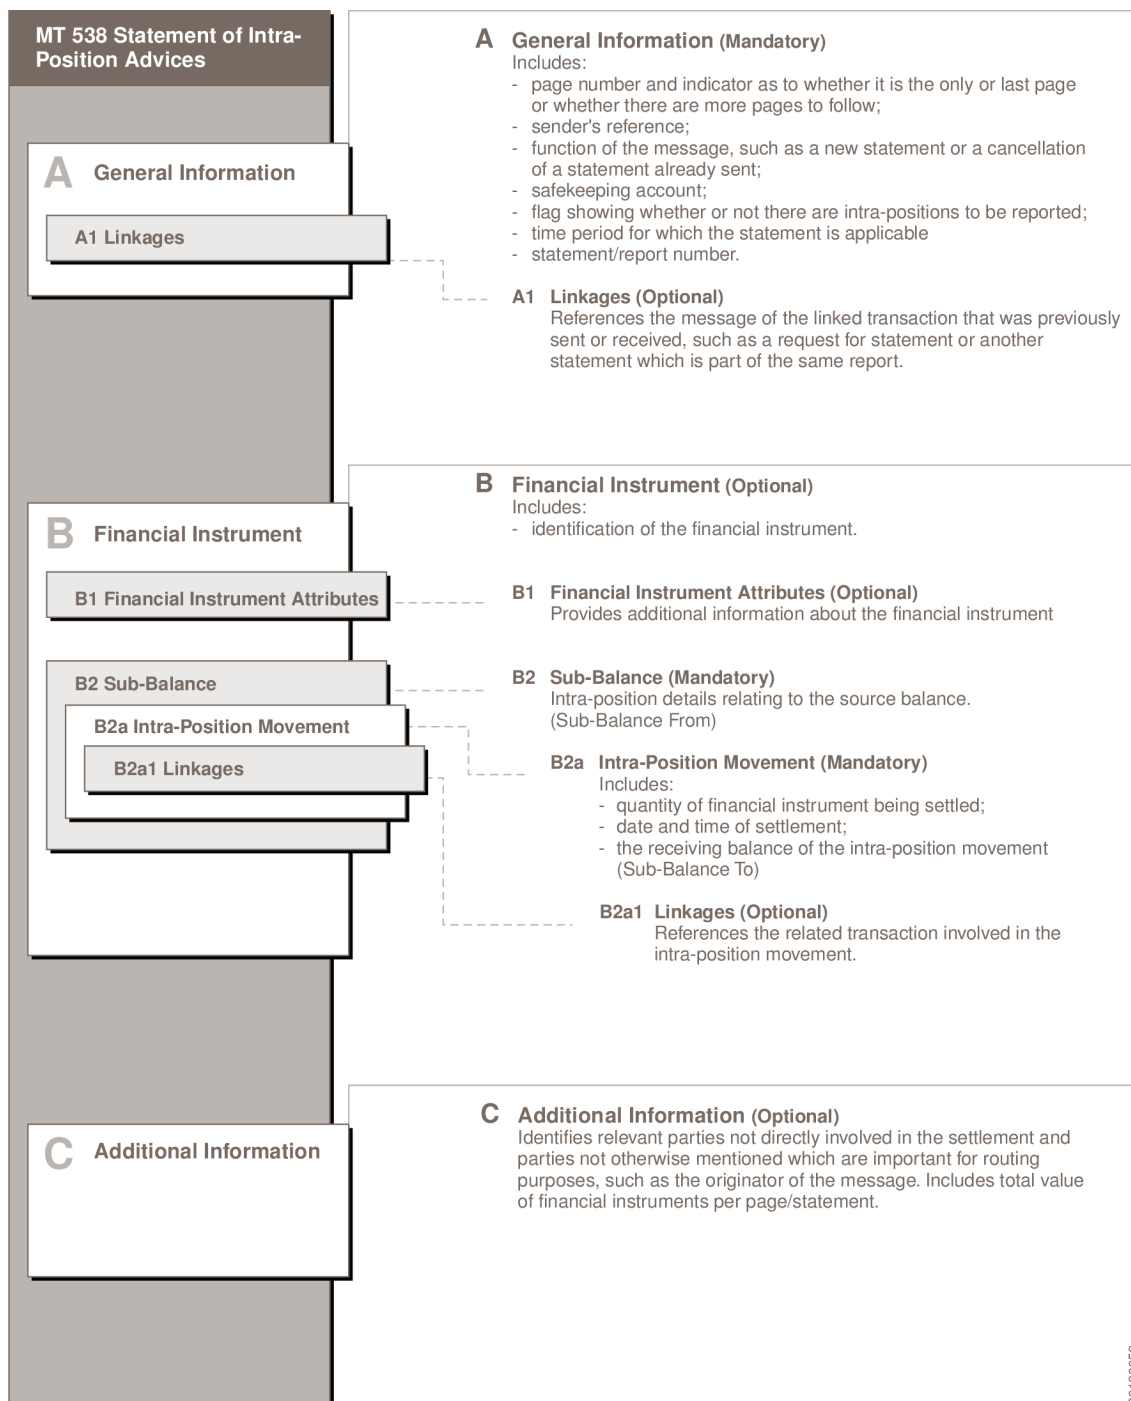 MT 538 Statement of Intra-
Position Advices
A General Information
A1 Linkages
A General Information (Mandatory)
Includes:
- page number and indicator as to whether it is the only or last page
or whether there are more pages to follow;
- sender's reference;
- function of the message, such as a new statement or a cancellation
of a statement already sent;
- safekeeping account;
- flag showing whether or not there are intra-positions to be reported;
- time period for which the statement is applicable
- statement/report number.
A1 Linkages (Optional)
References the message of the linked transaction that was previously
sent or received, such as a request for statement or another
statement which is part of the same report.
B Financial Instrument
B1 Financial Instrument Attributes
B2 Sub-Balance
B2a Intra-Position Movement
B2a1 Linkages
B Financial Instrument (Optional)
Includes:
- identification of the financial instrument.
B1 Financial Instrument Attributes (Optional)
Provides additional information about the financial instrument
B2 Sub-Balance (Mandatory)
Intra-position details relating to the source balance.
(Sub-Balance From)
B2a Intra-Position Movement (Mandatory)
Includes:
- quantity of financial instrument being settled;
- date and time of settlement;
- the receiving balance of the intra-position movement
(Sub-Balance To)
B2a1 Linkages (Optional)
References the related transaction involved in the
intra-position movement.
C Additional Information
C Additional Information (Optional)
Identifies relevant parties not directly involved in the settlement and
parties not otherwise mentioned which are important for routing
purposes, such as the originator of the message. Includes total value
of financial instruments per page/statement.